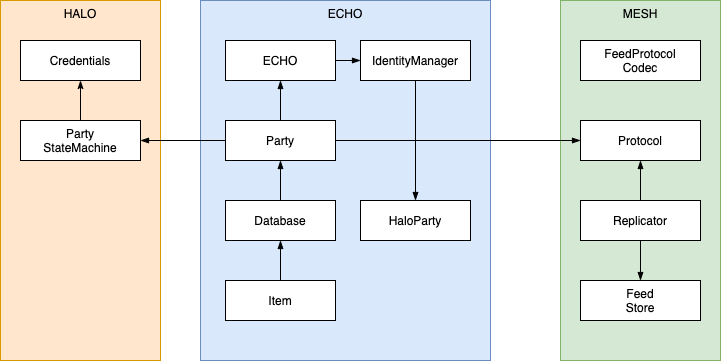 HALO
Credentials
Party
StateMachine
ECHO
ECHO
IdentityManager
Party
Database
HaloParty
Item
MESH
FeedProtocol
Codec
Protocol
Replicator
Feed
Store